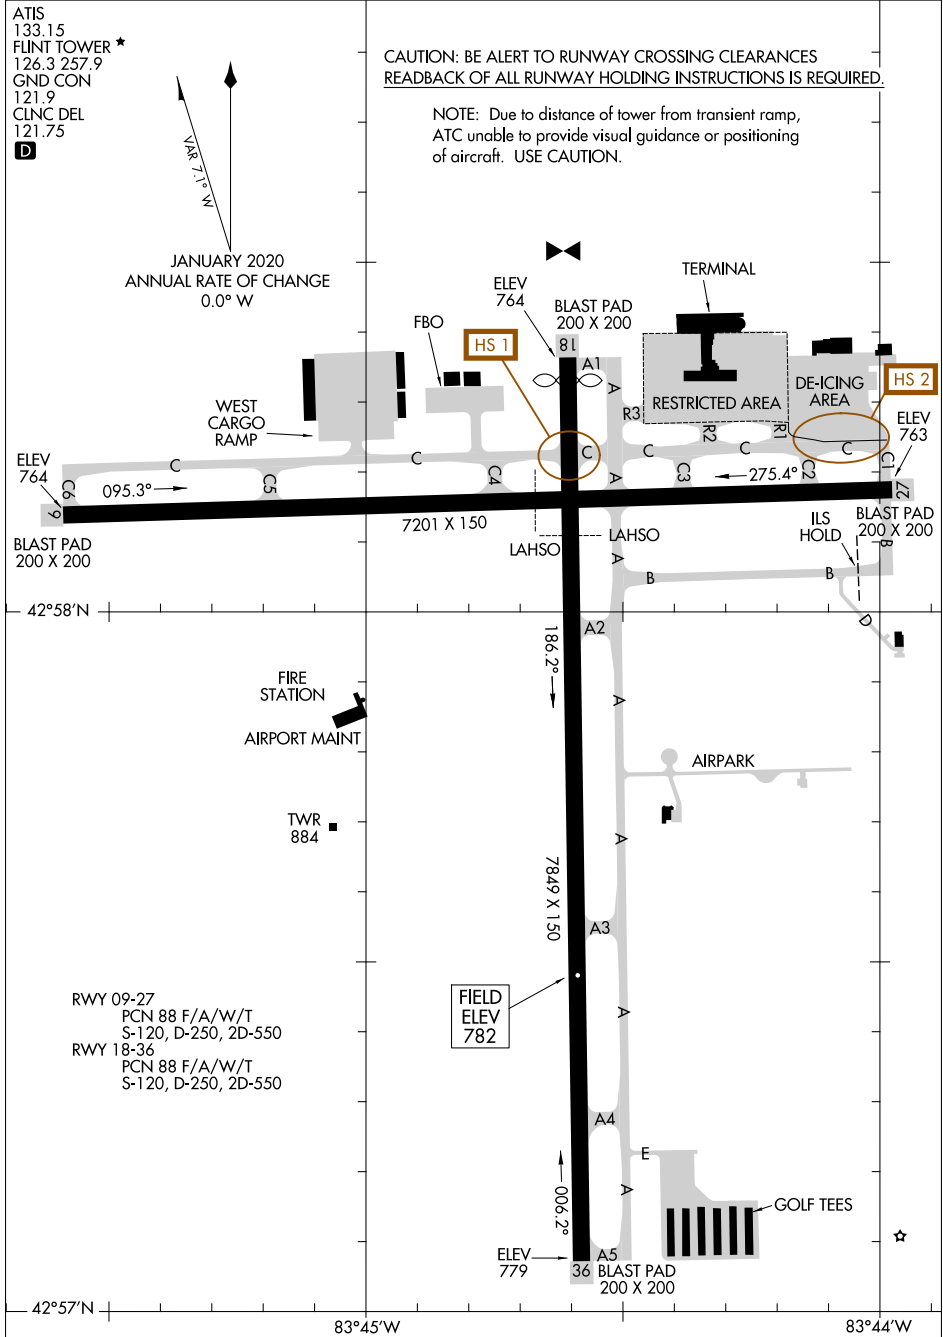 ATIS
133.15
FLINT TOWER
126.3 257.9
GND CON
121.9
CLNC DEL
121.75
D
CAUTION: BE ALERT TO RUNWAY CROSSING CLEARANCES
READBACK OF ALL RUNWAY HOLDING INSTRUCTIONS IS REQUIRED.
NOTE: Due to distance of tower from transient ramp,
ATC unable to provide visual guidance or positioning
of aircraft. USE CAUTION.
VAR 7.1° W
JANUARY 2020
ANNUAL RATE OF CHANGE
0.0° W
ELEV
764
BLAST PAD
200 X 200
TERMINAL
FBO
HS 1
18
A1
A
R3
RESTRICTED AREA
DE-ICING
AREA
HS 2
R2
R1
WEST
CARGO
RAMP
ELEV
763
ELEV
764
C
C
C
C
C
C
C6
C5
C4
C3
C2
C1
A
095.3°
275.4°
9
27
7201 X 150
BLAST PAD
200 X 200
BLAST PAD
200 X 200
ILS
HOLD
LAHSO
LAHSO
A
B
B
B
D
42°58'N
A2
186.2°
FIRE
STATION
AIRPORT MAINT
A
AIRPARK
TWR
884
A
7849 X 150
A3
FIELD
ELEV
782
A
RWY 09-27
PCN 88 F/A/W/T
S-120, D-250, 2D-550
RWY 18-36
PCN 88 F/A/W/T
S-120, D-250, 2D-550
A4
E
A
006.2°
GOLF TEES
A5
ELEV
779
36
BLAST PAD
200 X 200
42°57'N
83°45'W
83°44'W